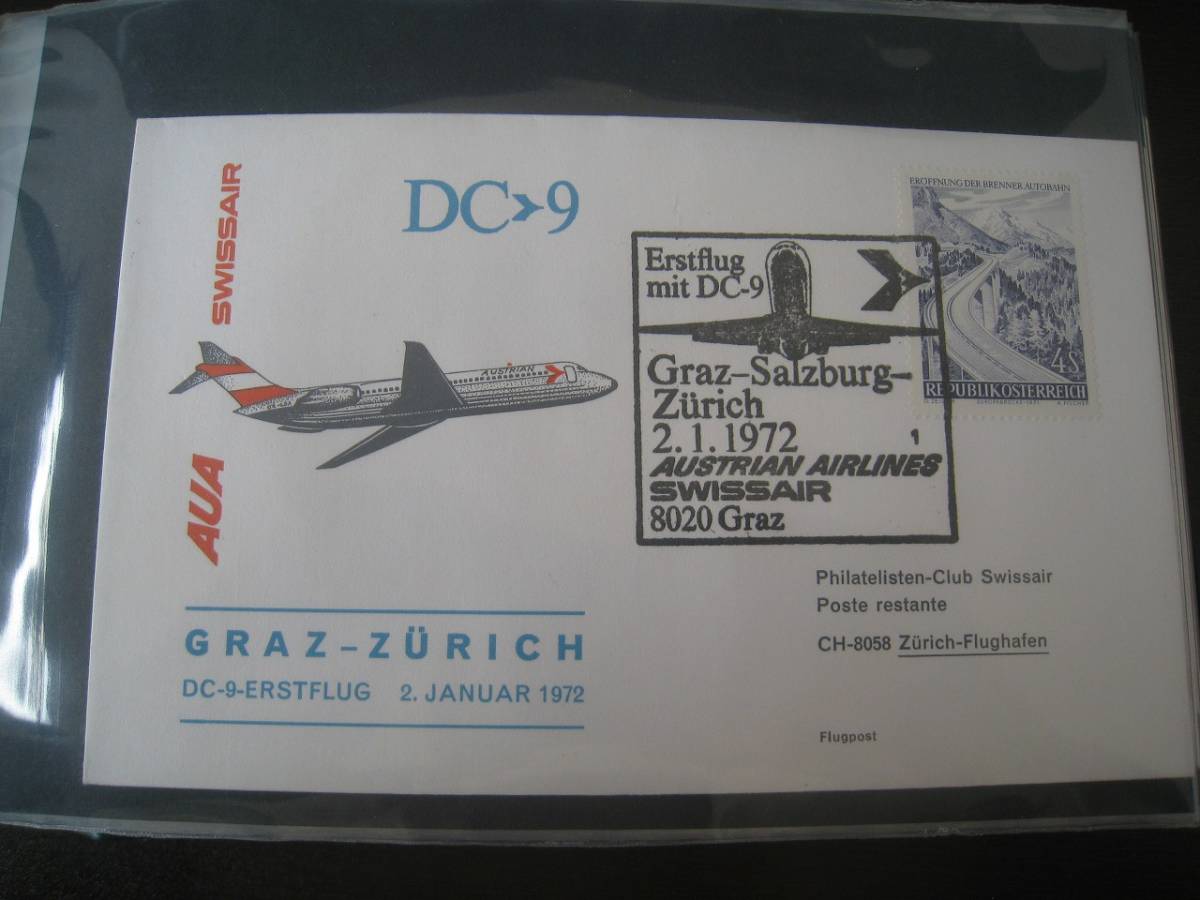 SWISSAIR
AUA
DC-9
AUSTRIAN
GRAZ-ZÜRICH
DC-9-ERSTFLUG 2. JANUAR 1972
Erstflug
mit DC-9
Graz-Salzburg-
Zürich
2.1.1972
1
AUSTRIAN AIRLINES
SWISSAIR
8020 Graz
ERÖFFNUNG DER BRENNER AUTOBAHN
4S
REPUBLIK ÖSTERREICH
Philatelisten-Club Swissair
Poste restante
CH-8058 Zürich-Flughafen
Flugpost